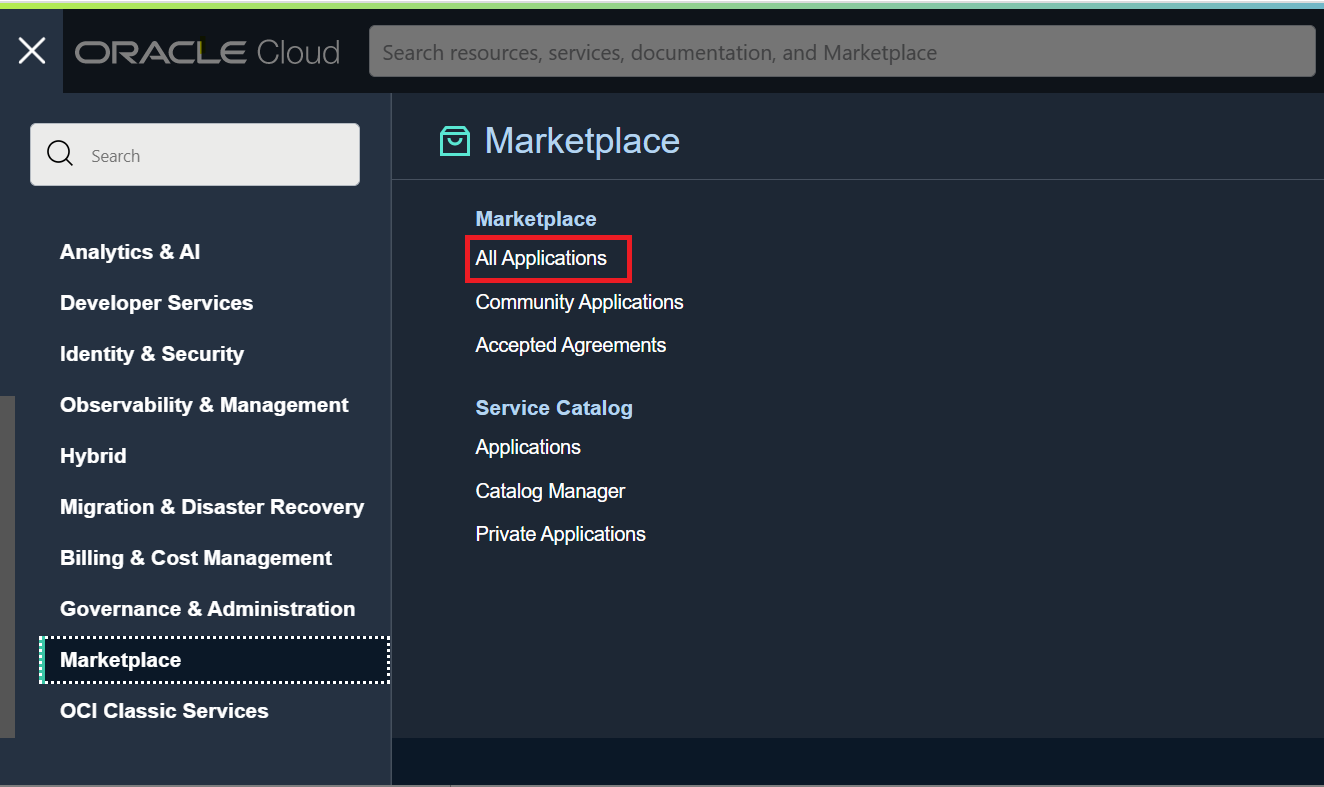 ORACLE Cloud
Search resources, services, documentation, and Marketplace
Search
Analytics & AI
Developer Services
Identity & Security
Observability & Management
Hybrid
Migration & Disaster Recovery
Billing & Cost Management
Governance & Administration
Marketplace
OCI Classic Services
Marketplace
Marketplace
All Applications
Community Applications
Accepted Agreements
Service Catalog
Applications
Catalog Manager
Private Applications